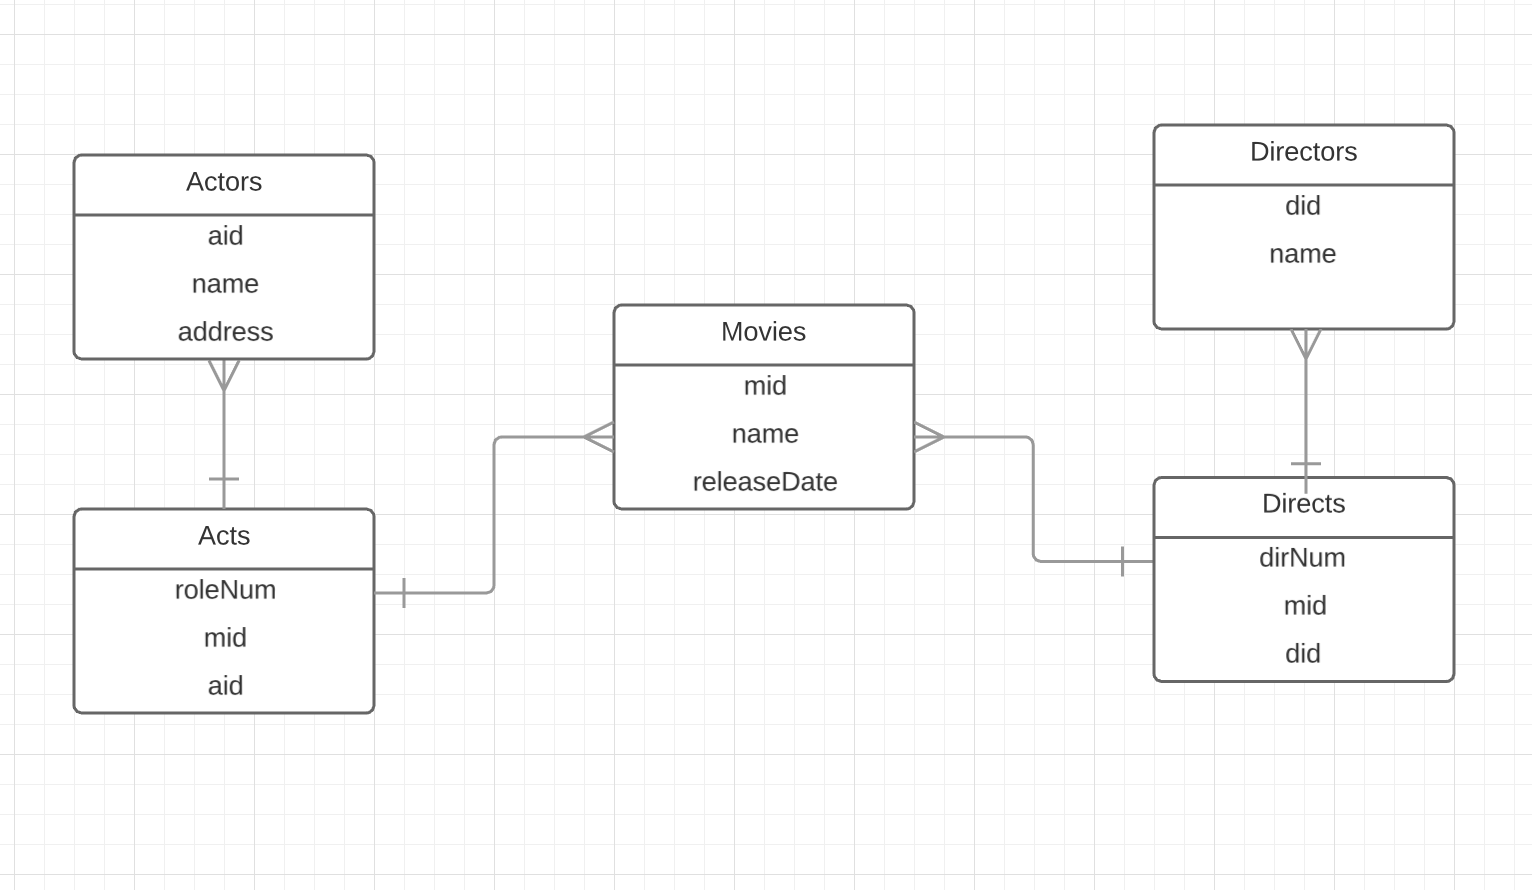 Actors
aid
name
address
Acts
roleNum
mid
aid
Movies
mid
name
releaseDate
Directors
did
name
Directs
dirNum
mid
did